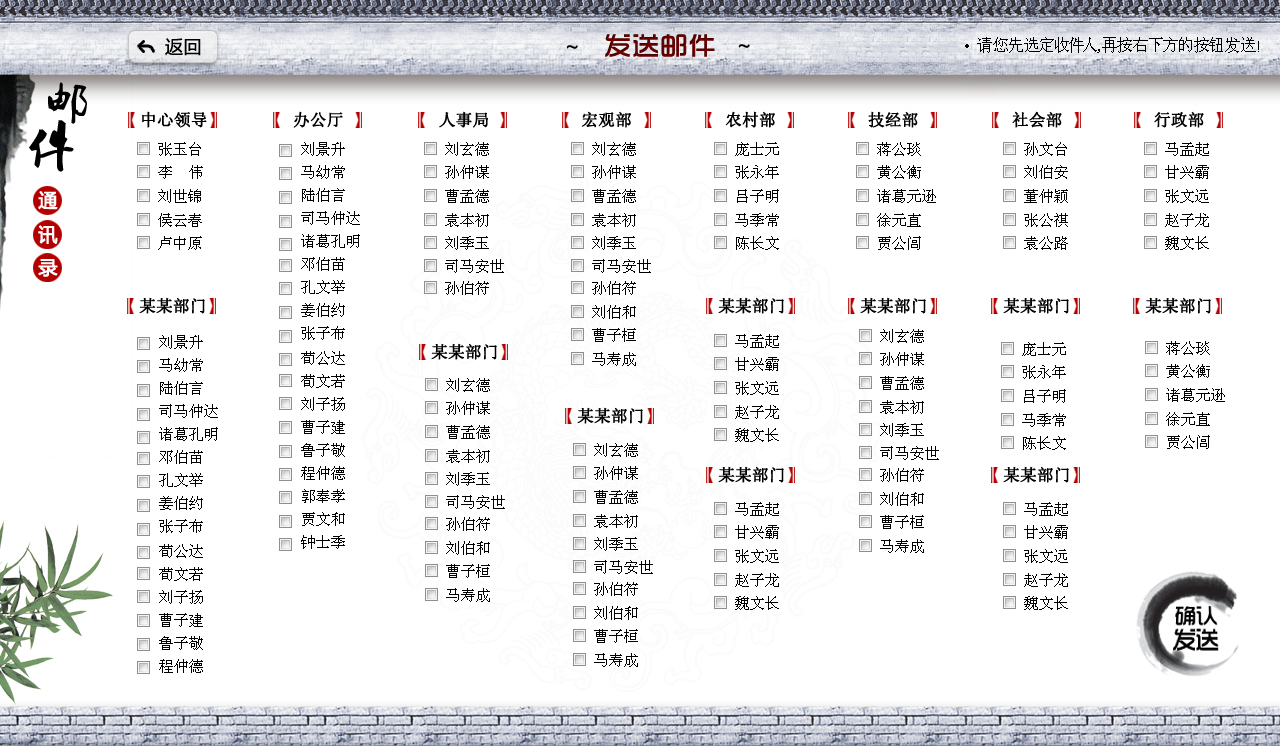 返回
~ 发送邮件 ~
• 请您先选定收件人,再按右下方的按钮发送!
邮件
通讯录
【中心领导】
张玉台
李　伟
刘世锦
侯云春
卢中原
【某某部门】
刘景升
马幼常
陆伯言
司马仲达
诸葛孔明
邓伯苗
孔文举
姜伯约
张子布
荀公达
荀文若
刘子扬
曹子建
鲁子敬
程仲德
【办公厅】
刘景升
马幼常
陆伯言
司马仲达
诸葛孔明
邓伯苗
孔文举
姜伯约
张子布
荀公达
荀文若
刘子扬
曹子建
鲁子敬
程仲德
郭奉孝
贾文和
钟士季
【人事局】
刘玄德
孙仲谋
曹孟德
袁本初
刘季玉
司马安世
孙伯符
【某某部门】
刘玄德
孙仲谋
曹孟德
袁本初
刘季玉
司马安世
孙伯符
刘伯和
曹子桓
马寿成
【宏观部】
刘玄德
孙仲谋
曹孟德
袁本初
刘季玉
司马安世
孙伯符
刘伯和
曹子桓
马寿成
【某某部门】
刘玄德
孙仲谋
曹孟德
袁本初
刘季玉
司马安世
孙伯符
刘伯和
曹子桓
马寿成
【农村部】
庞士元
张永年
吕子明
马季常
陈长文
【某某部门】
马孟起
甘兴霸
张文远
赵子龙
魏文长
【某某部门】
马孟起
甘兴霸
张文远
赵子龙
魏文长
【技经部】
蒋公琰
黄公衡
诸葛元逊
徐元直
贾公闾
【某某部门】
刘玄德
孙仲谋
曹孟德
袁本初
刘季玉
司马安世
孙伯符
刘伯和
曹子桓
马寿成
【社会部】
孙文台
刘伯安
董仲颖
张公祺
袁公路
【某某部门】
庞士元
张永年
吕子明
马季常
陈长文
【某某部门】
马孟起
甘兴霸
张文远
赵子龙
魏文长
【行政部】
马孟起
甘兴霸
张文远
赵子龙
魏文长
【某某部门】
蒋公琰
黄公衡
诸葛元逊
徐元直
贾公闾
确认
发送